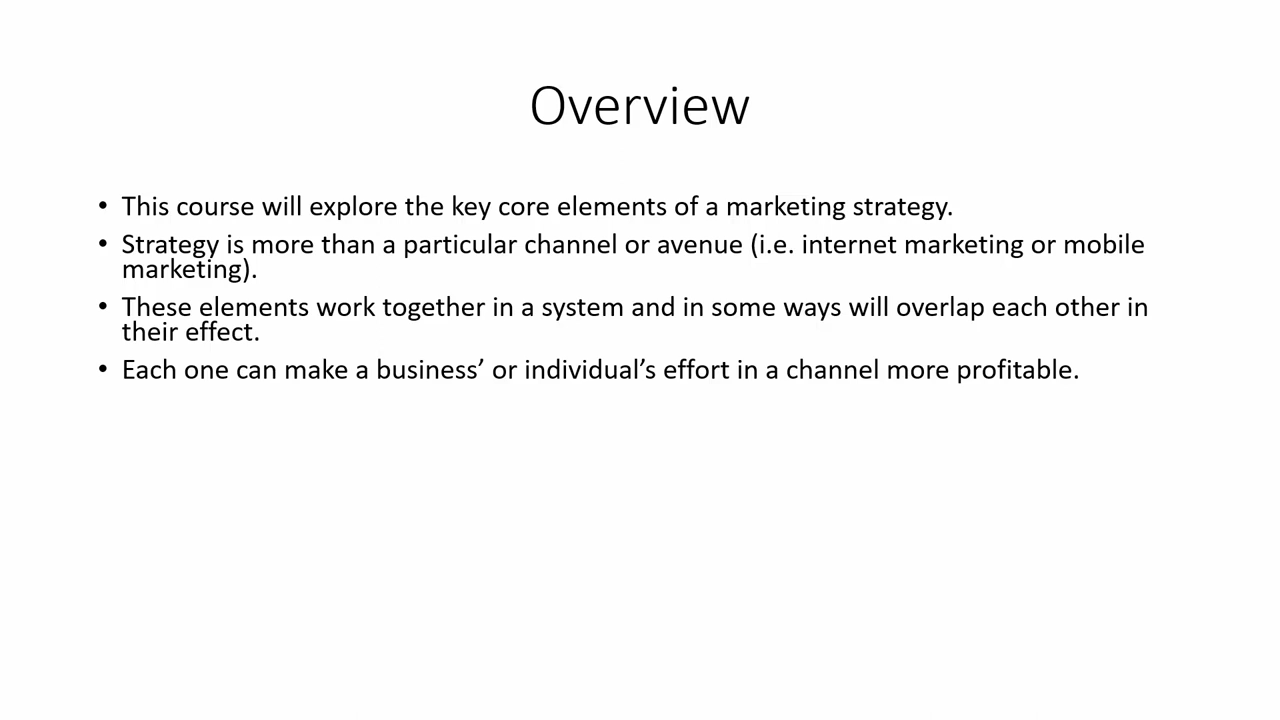 Overview
• This course will explore the key core elements of a marketing strategy.
• Strategy is more than a particular channel or avenue (i.e. internet marketing or mobile
marketing).
• These elements work together in a system and in some ways will overlap each other in
their effect.
• Each one can make a business’ or individual’s effort in a channel more profitable.